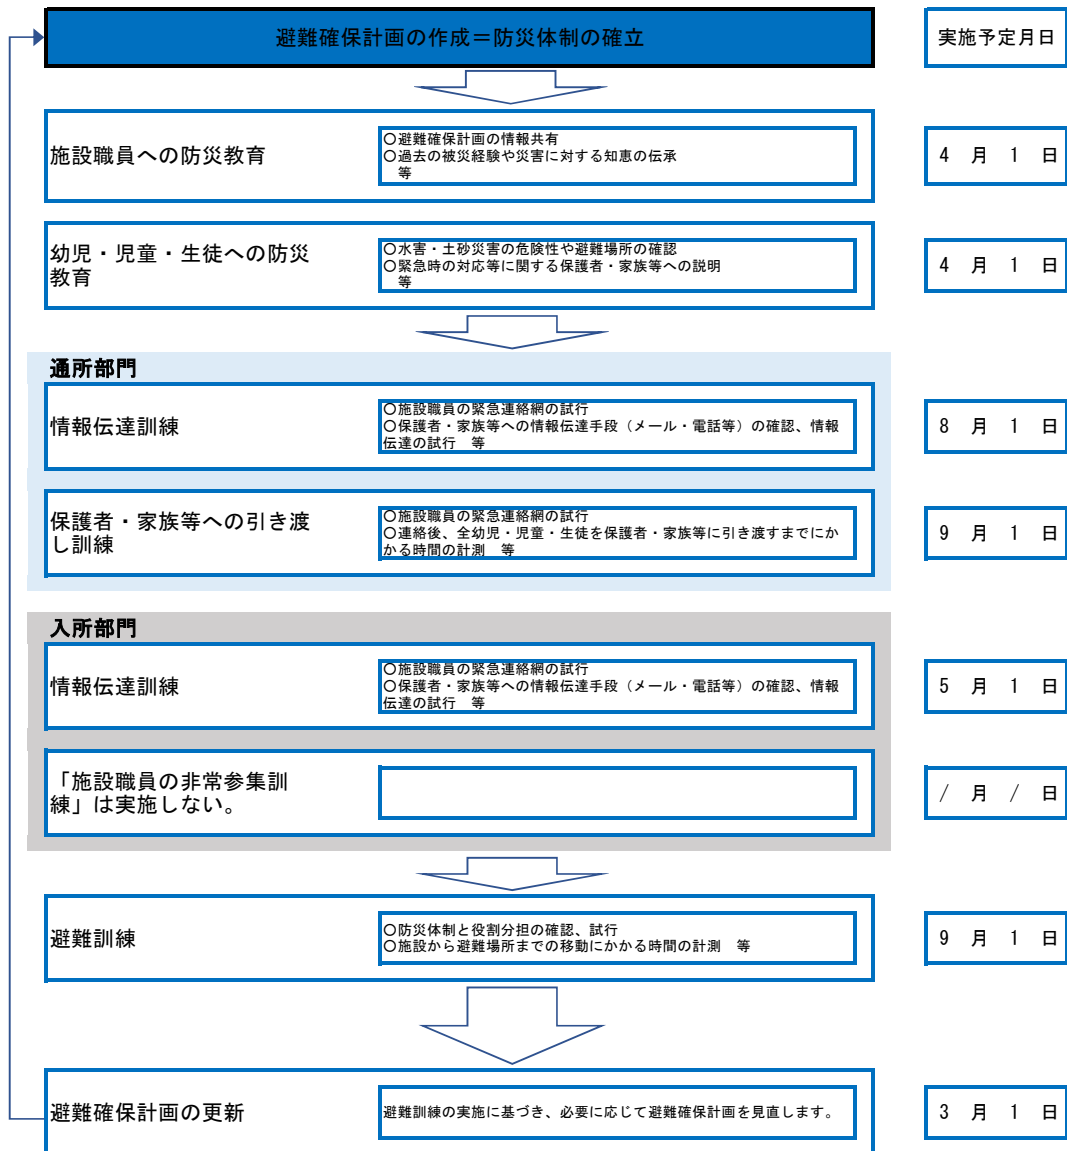 避難確保計画の作成＝防災体制の確立
実施予定月日
施設職員への防災教育
〇避難確保計画の情報共有
〇過去の被災経験や災害に対する知恵の伝承
等
4 月 1 日
幼児・児童・生徒への防災
教育
〇水害・土砂災害の危険性や避難場所の確認
〇緊急時の対応等に関する保護者・家族等への説明
等
4 月 1 日
通所部門
情報伝達訓練
〇施設職員の緊急連絡網の試行
〇保護者・家族等への情報伝達手段（メール・電話等）の確認、情報
伝達の試行　等
8 月 1 日
保護者・家族等への引き渡
し訓練
〇施設職員の緊急連絡網の試行
〇連絡後、全幼児・児童・生徒を保護者・家族等に引き渡すまでにか
かる時間の計測　等
9 月 1 日
入所部門
情報伝達訓練
〇施設職員の緊急連絡網の試行
〇保護者・家族等への情報伝達手段（メール・電話等）の確認、情報
伝達の試行　等
5 月 1 日
「施設職員の非常参集訓
練」は実施しない。
/ 月 / 日
避難訓練
〇防災体制と役割分担の確認、試行
〇施設から避難場所までの移動にかかる時間の計測　等
9 月 1 日
避難確保計画の更新
避難訓練の実施に基づき、必要に応じて避難確保計画を見直します。
3 月 1 日